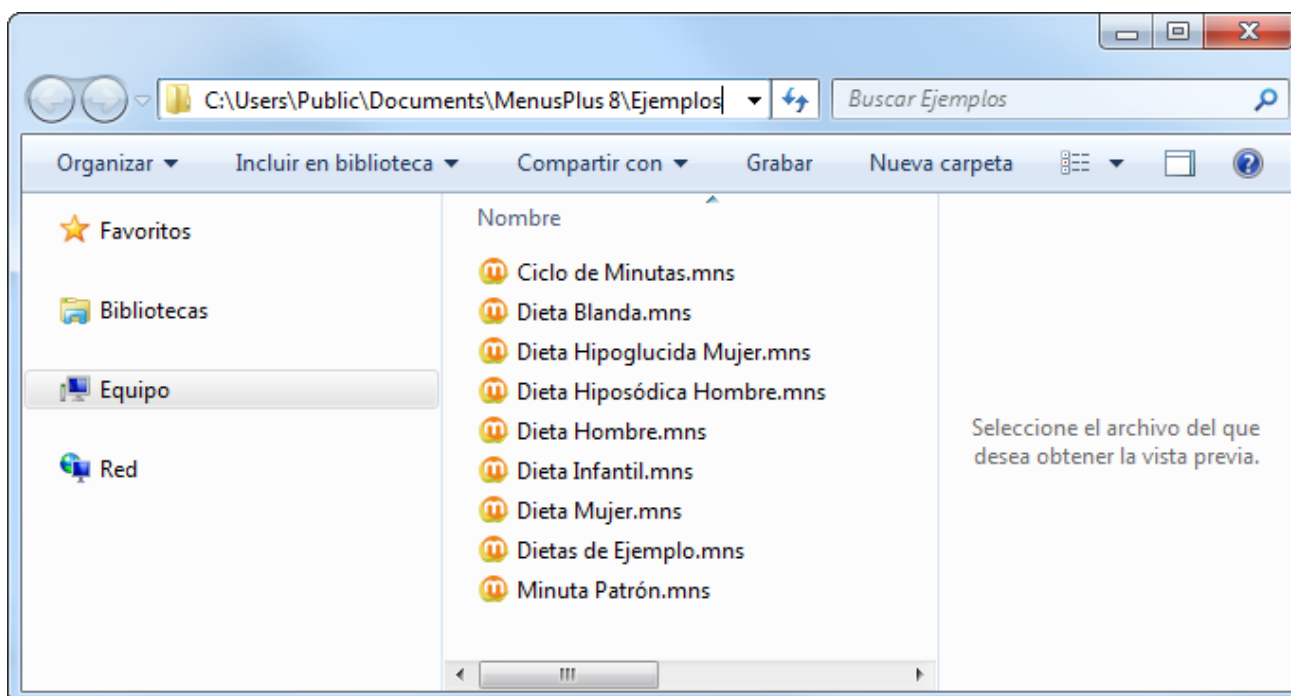 C:\Users\Public\Documents\MenusPlus 8\Ejemplos
Buscar Ejemplos
Organizar Incluir en biblioteca Compartir con Grabar Nueva carpeta
Favoritos
Bibliotecas
Equipo
Red
Nombre
Ciclo de Minutas.mns
Dieta Blanda.mns
Dieta Hipoglucida Mujer.mns
Dieta Hiposódica Hombre.mns
Dieta Hombre.mns
Dieta Infantil.mns
Dieta Mujer.mns
Dietas de Ejemplo.mns
Minuta Patrón.mns
Seleccione el archivo del que
desea obtener la vista previa.